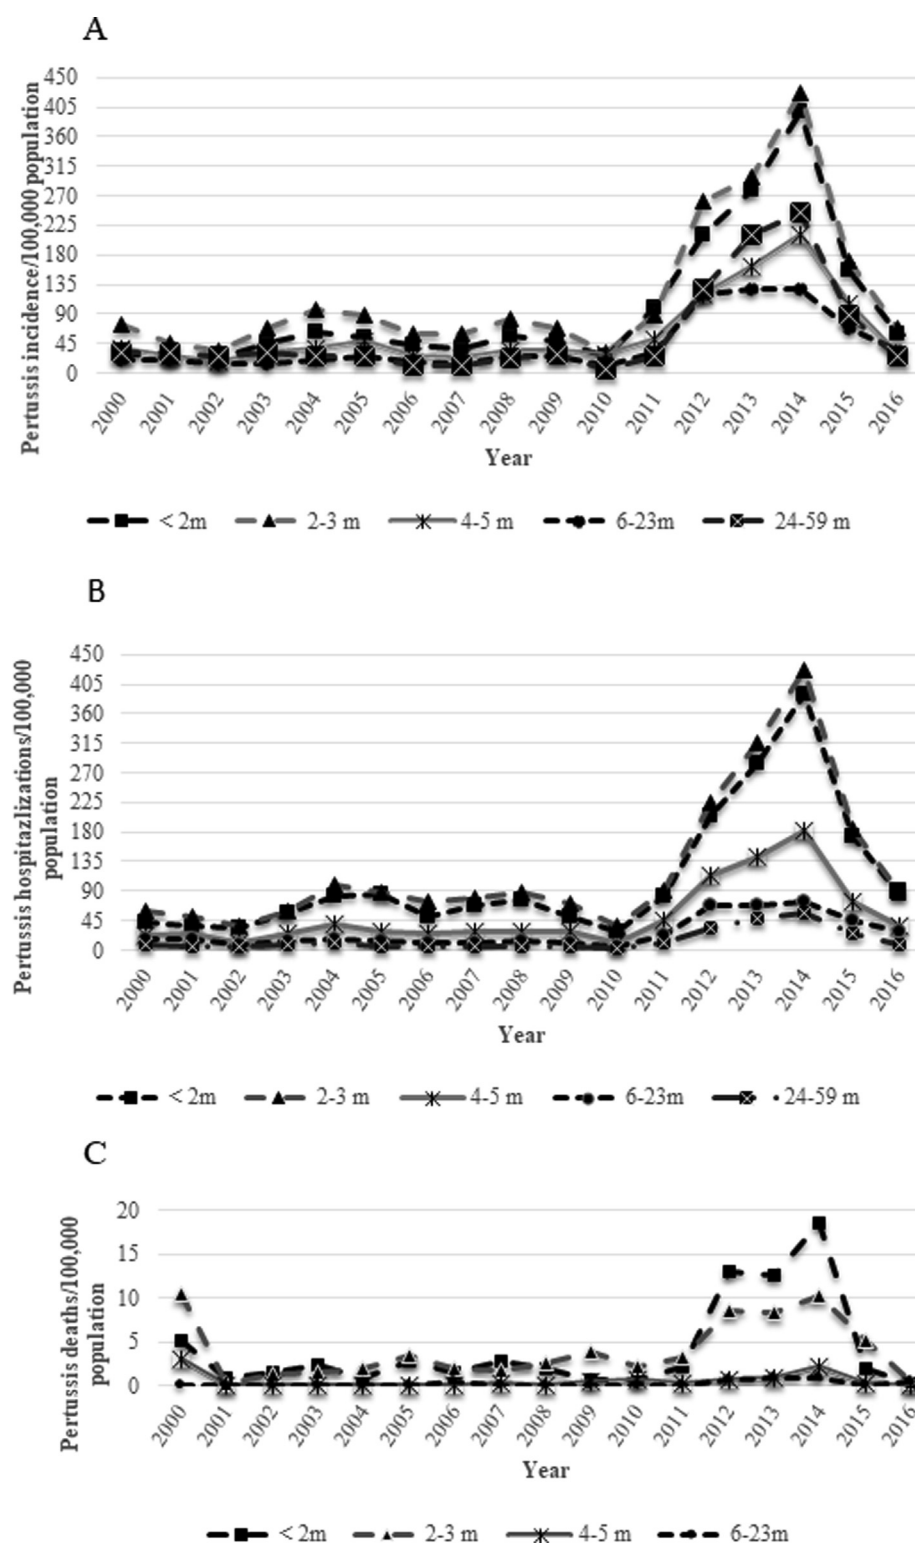 A
Pertussis incidence/100,000 population
450
405
360
315
270
225
180
135
90
45
0
2000 2001 2002 2003 2004 2005 2006 2007 2008 2009 2010 2011 2012 2013 2014 2015 2016
Year
< 2m 2-3 m 4-5 m 6-23m 24-59 m
B
Pertussis hospitazlizations/100,000
population
450
405
360
315
270
225
180
135
90
45
0
2000 2001 2002 2003 2004 2005 2006 2007 2008 2009 2010 2011 2012 2013 2014 2015 2016
Year
< 2m 2-3 m 4-5 m 6-23m 24-59 m
C
Pertussis deaths/100,000
population
20
15
10
5
0
2000 2001 2002 2003 2004 2005 2006 2007 2008 2009 2010 2011 2012 2013 2014 2015 2016
Year
< 2m 2-3 m 4-5 m 6-23m